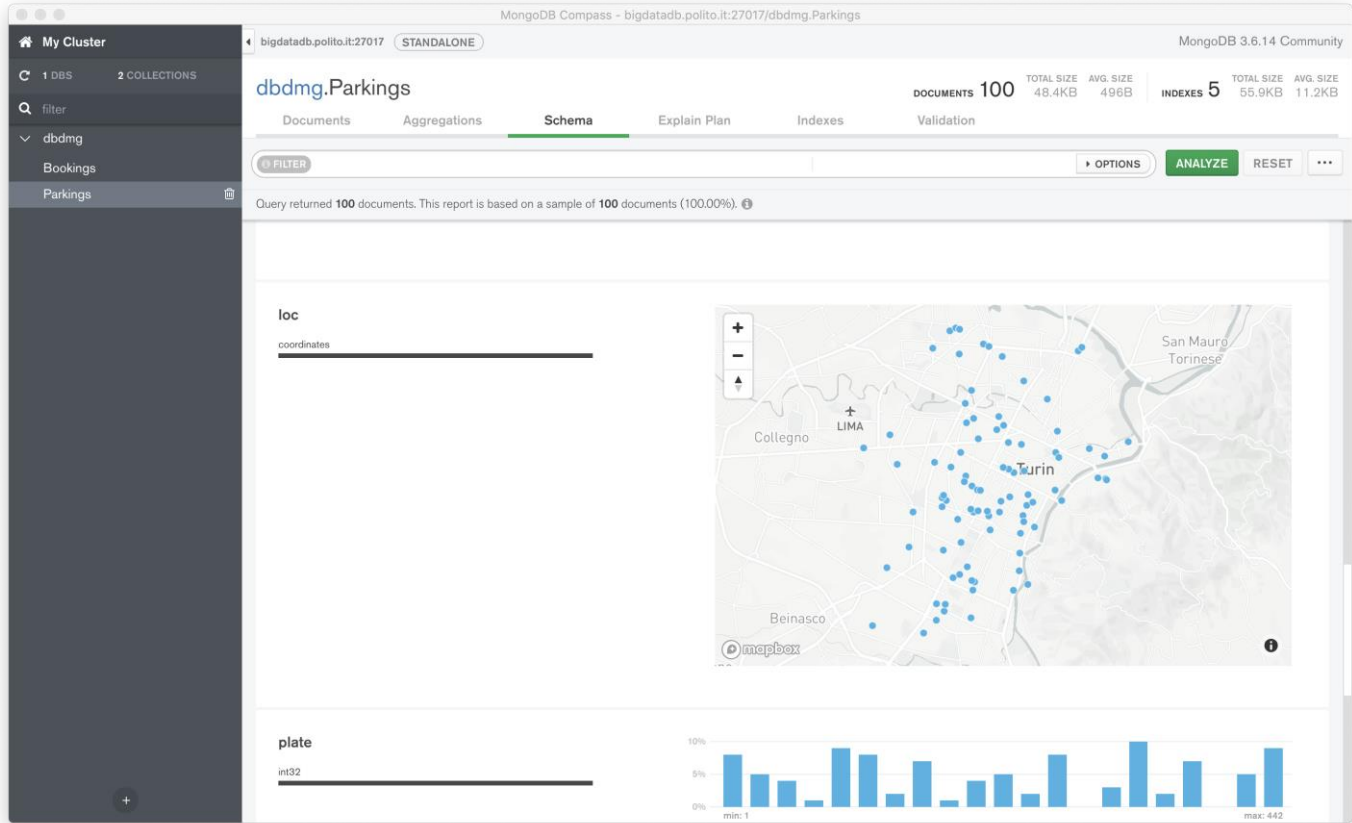 MongoDB Compass - bigdatadb.polito.it:27017/dbdmg.Parkings
My Cluster
1 DBS 2 COLLECTIONS
filter
dbdmg
Bookings
Parkings
bigdatadb.polito.it:27017 STANDALONE
MongoDB 3.6.14 Community
dbdmg.Parkings
DOCUMENTS 100 TOTAL SIZE 48.4KB AVG. SIZE 496B INDEXES 5 TOTAL SIZE 55.9KB AVG. SIZE 11.2KB
Documents Aggregations Schema Explain Plan Indexes Validation
FILTER OPTIONS ANALYZE RESET ...
Query returned 100 documents. This report is based on a sample of 100 documents (100.00%).
loc
coordinates
San Mauro
Torinese
LIMA
Collegno
Turin
Beinasco
mapbox
plate
int32
10%
5%
0%
min: 1 max: 442